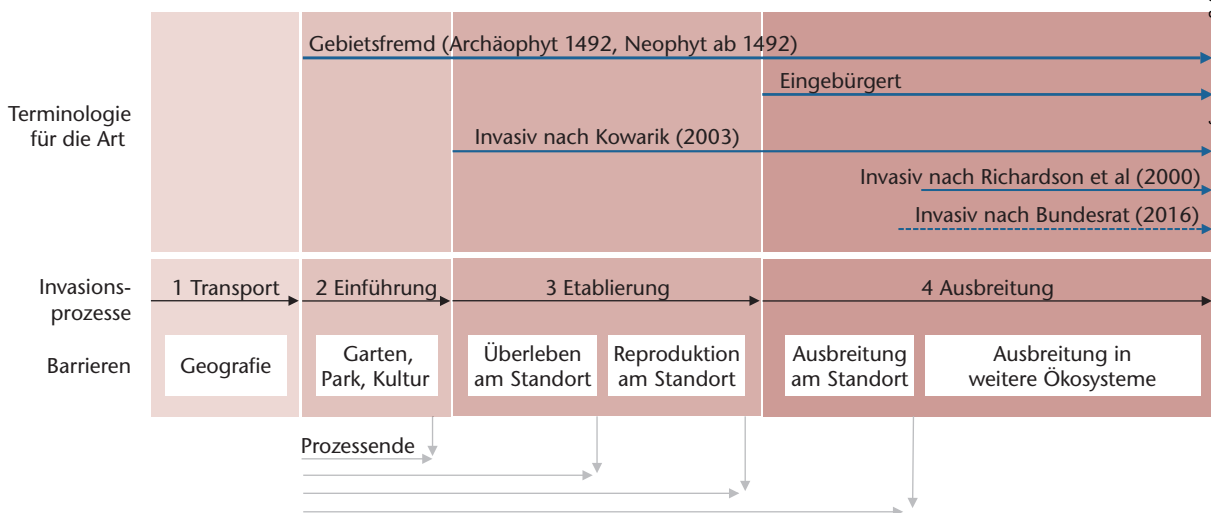 Gebietsfremd (Archäophyt 1492, Neophyt ab 1492)
Eingebürgert
Terminologie
für die Art
Invasiv nach Kowarik (2003)
Invasiv nach Richardson et al (2000)
Invasiv nach Bundesrat (2016)
Invasions-
prozesse
1 Transport
2 Einführung
3 Etablierung
4 Ausbreitung
Barrieren
Geografie
Garten,
Park, Kultur
Überleben
am Standort
Reproduktion
am Standort
Ausbreitung
am Standort
Ausbreitung in
weitere Ökosysteme
Prozessende